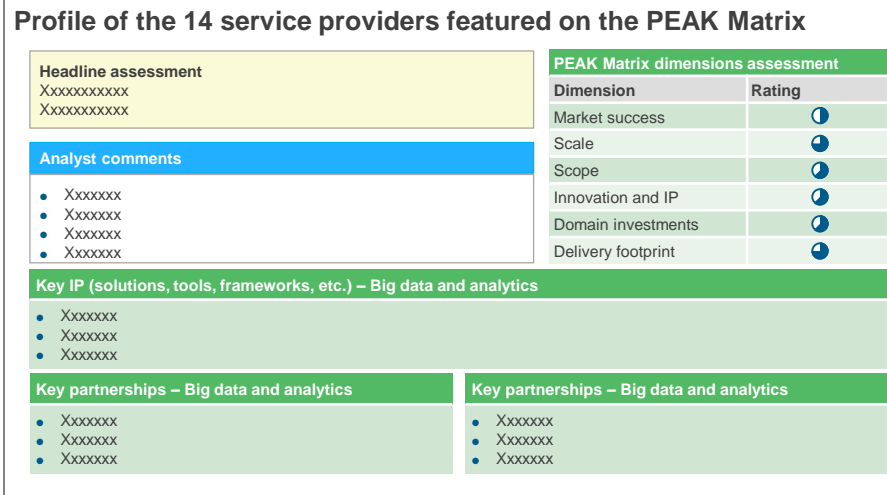 Profile of the 14 service providers featured on the PEAK Matrix
Headline assessment
Xxxxxxxxxxx
Xxxxxxxxxxx
Analyst comments
Xxxxxxx
Xxxxxxx
Xxxxxxx
Xxxxxxx
PEAK Matrix dimensions assessment
Dimension Rating
Market success
Scale
Scope
Innovation and IP
Domain investments
Delivery footprint
Key IP (solutions, tools, frameworks, etc.) – Big data and analytics
Xxxxxxx
Xxxxxxx
Xxxxxxx
Key partnerships – Big data and analytics
Xxxxxxx
Xxxxxxx
Xxxxxxx
Key partnerships – Big data and analytics
Xxxxxxx
Xxxxxxx
Xxxxxxx